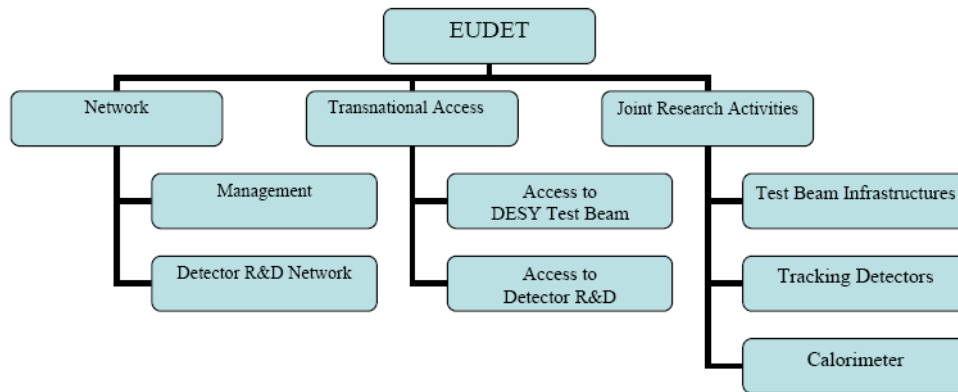 EUDET
Network
Transnational Access
Joint Research Activities
Management
Access to
DESY Test Beam
Test Beam Infrastructures
Detector R&D Network
Access to
Detector R&D
Tracking Detectors
Calorimeter